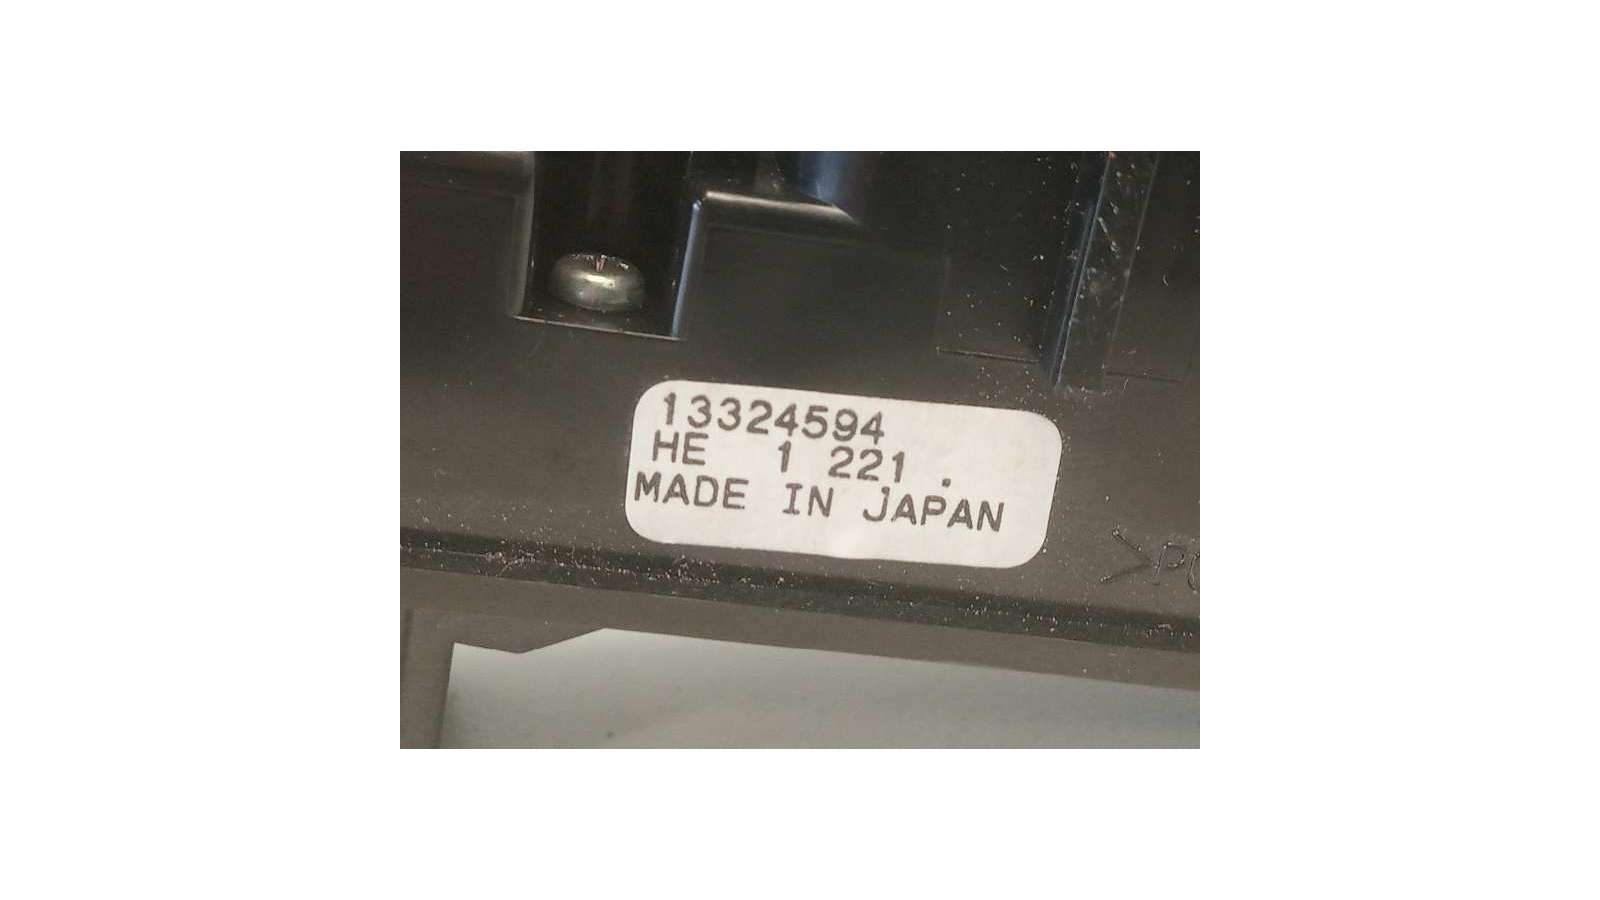 13324594
HE 1 221 .
MADE IN JAPAN